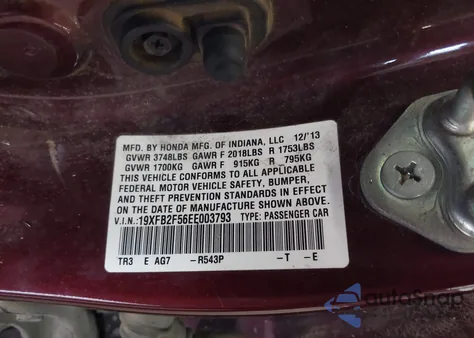 MFD. BY HONDA MFG. OF INDIANA, LLC 12/'13
GVWR 3748LBS GAWR F 2018LBS R 1753LBS
GVWR 1700KG GAWR F 915KG R 795KG
THIS VEHICLE CONFORMS TO ALL APPLICABLE
FEDERAL MOTOR VEHICLE SAFETY, BUMPER,
AND THEFT PREVENTION STANDARDS IN EFFECT
ON THE DATE OF MANUFACTURE SHOWN ABOVE.
V.I.N.: 19XFB2F56EE003793 TYPE: PASSENGER CAR
TR3 E AG7 -R543P -T -E
autoSnap